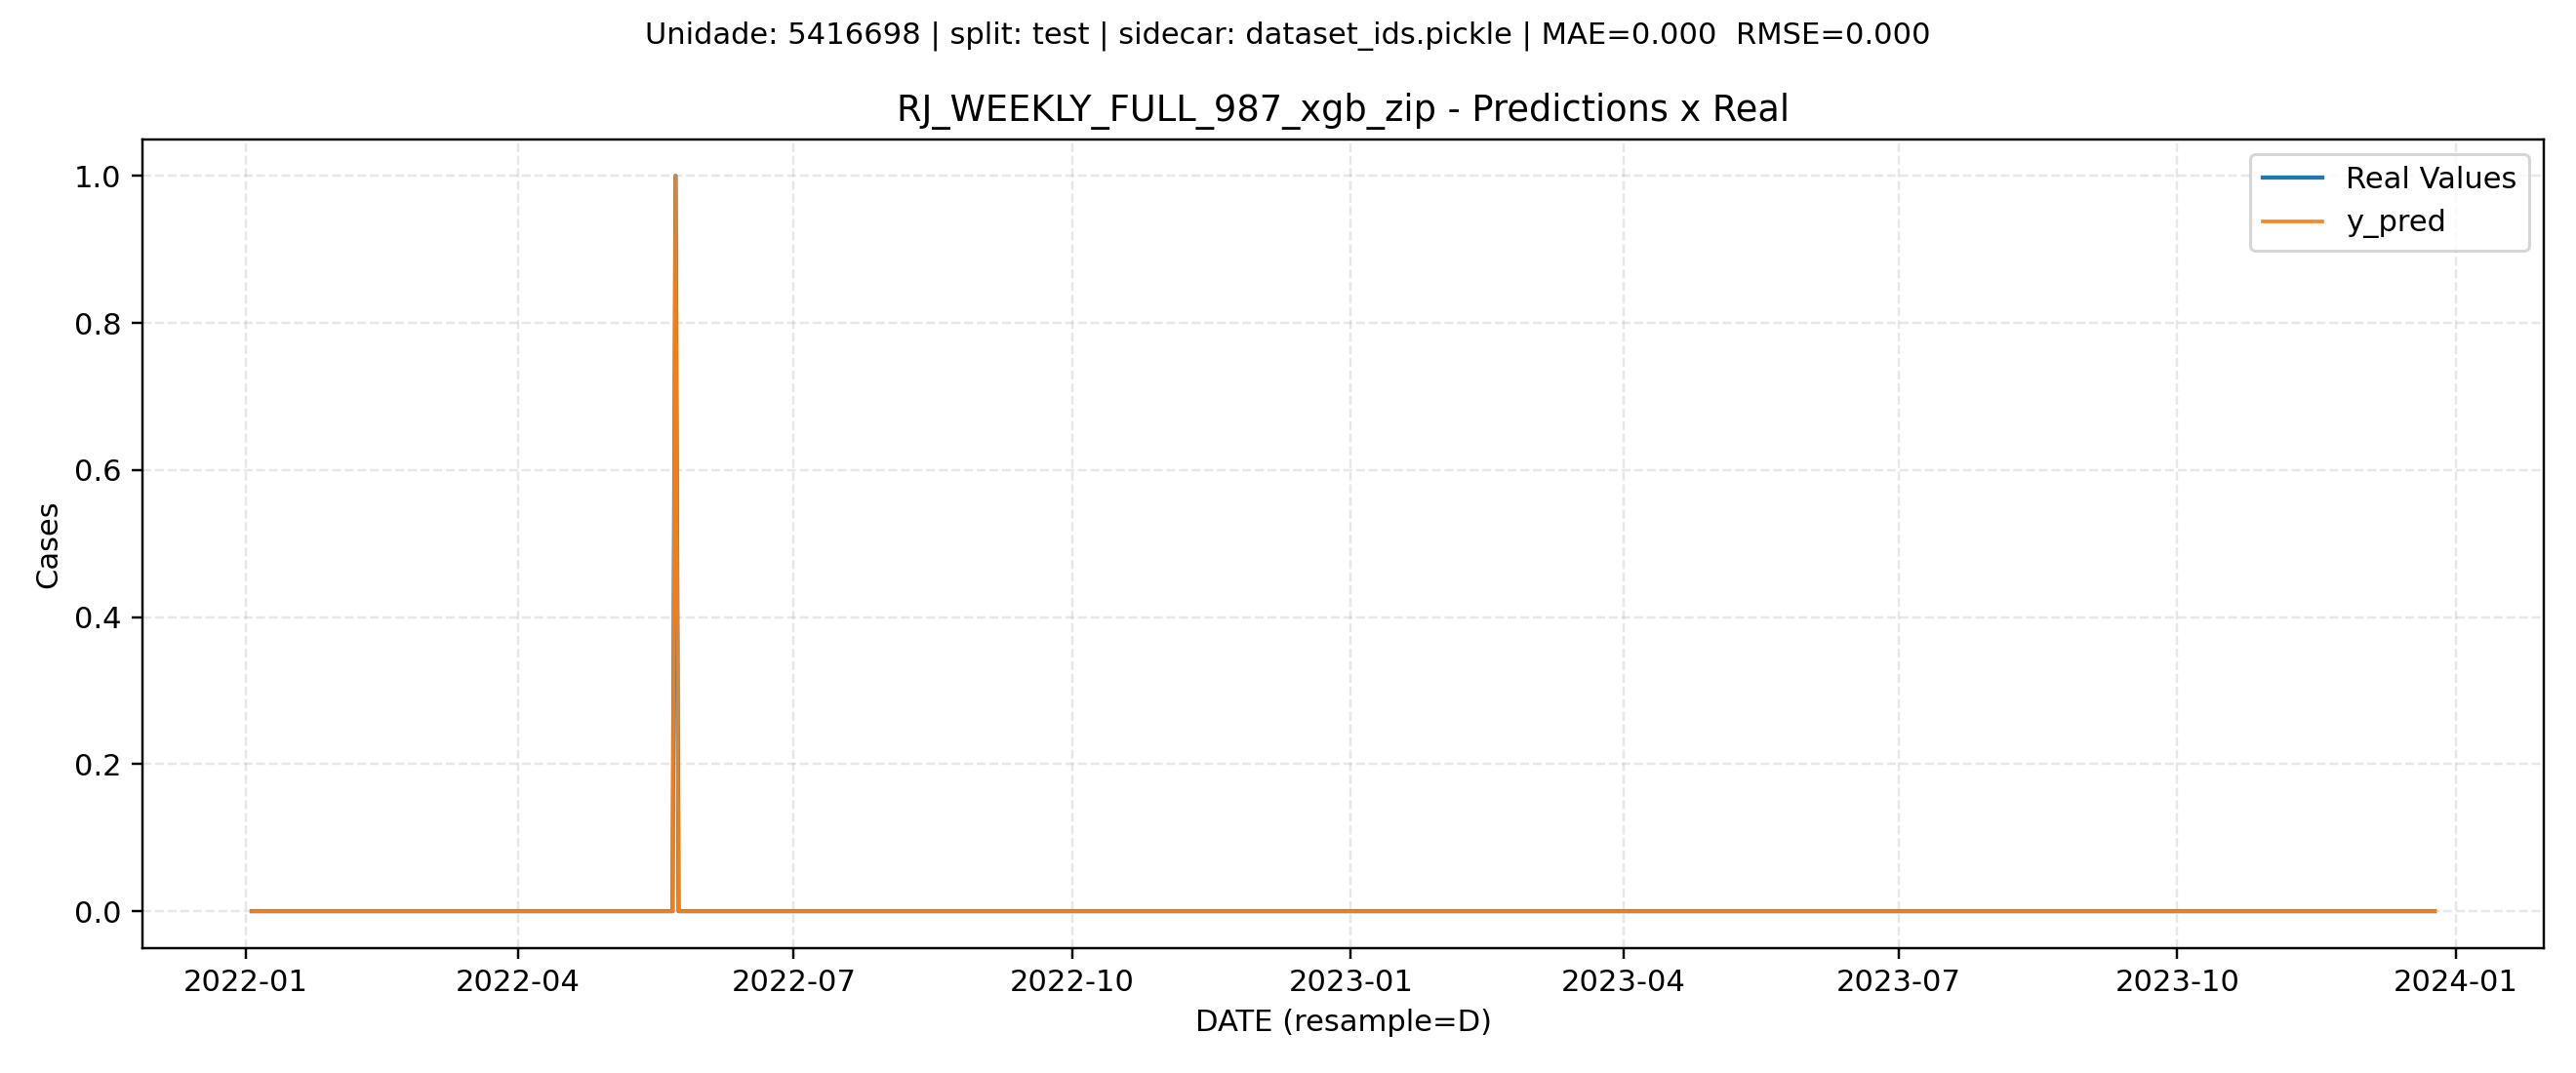 Unidade: 5416698 | split: test | sidecar: dataset_ids.pickle | MAE=0.000  RMSE=0.000
RJ_WEEKLY_FULL_987_xgb_zip - Predictions x Real
Real Values
y_pred
1.0
0.8
0.6
0.4
0.2
0.0
Cases
2022-01 2022-04 2022-07 2022-10 2023-01 2023-04 2023-07 2023-10 2024-01
DATE (resample=D)